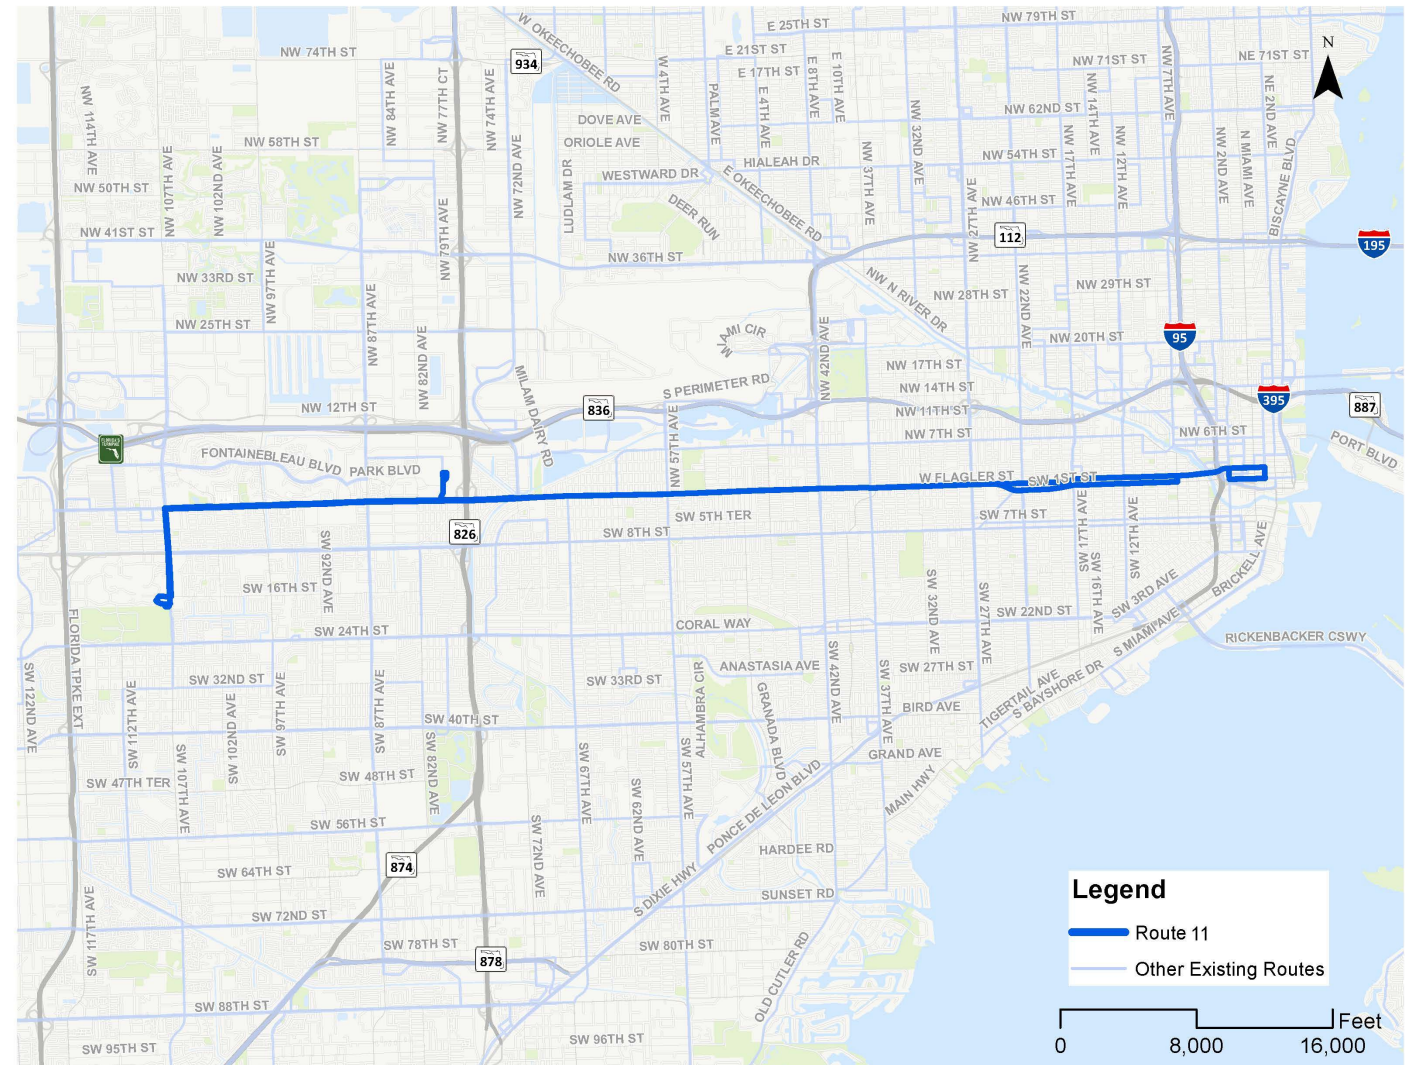 NW 79TH ST
E 25TH ST
W OKEECHOBEE RD
NW 74TH ST
934
E 21ST ST
NW 71ST ST
NE 71ST ST
N
E 17TH ST
NW 114TH AVE
NW 84TH AVE
NW 77TH CT
NW 74TH AVE
W 4TH AVE
PALM AVE
E 4TH AVE
E 8TH AVE
E 10TH AVE
NW 7TH AVE
NW 14TH AVE
NE 2ND AVE
NW 62ND ST
DOVE AVE
ORIOLE AVE
NW 58TH ST
NW 32ND AVE
NW 54TH ST
HIALEAH DR
WESTWARD DR
E OKEECHOBEE RD
NW 50TH ST
NW 107TH AVE
NW 102ND AVE
NW 72ND AVE
LUDLAM DR
DEER RUN
NW 37TH AVE
NW 27TH AVE
NW 46TH ST
NW 17TH AVE
NW 12TH AVE
NW 2ND AVE
N MIAMI AVE
BISCAYNE BLVD
NW 41ST ST
NW 79TH AVE
112
195
NW 36TH ST
NW 33RD ST
NW 97TH AVE
NW N RIVER DR
NW 28TH ST
NW 22ND AVE
NW 29TH ST
NW 25TH ST
NW 87TH AVE
NW 82ND AVE
MIAMI CIR
NW 42ND AVE
NW 20TH ST
95
NW 17TH ST
MILAM DAIRY RD
S PERIMETER RD
NW 14TH ST
395
NW 12TH ST
836
NW 11TH ST
887
FLORIDA'S
TURNPIKE
NW 57TH AVE
NW 7TH ST
NW 6TH ST
PORT BLVD
FONTAINEBLEAU BLVD
PARK BLVD
W FLAGLER ST
SW 1ST ST
SW 5TH TER
SW 7TH ST
826
SW 8TH ST
SW 17TH AVE
SW 12TH AVE
SW 92ND AVE
SW 16TH ST
SW 16TH AVE
BRICKELL AVE
SW 32ND AVE
SW 27TH AVE
SW 3RD AVE
SW 22ND ST
CORAL WAY
S MIAMI AVE
SW 24TH ST
RICKENBACKER CSWY
FLORIDA TPKE EXT
SW 122ND AVE
ANASTASIA AVE
SW 27TH ST
SW 42ND AVE
SW 37TH AVE
SW 32ND ST
SW 33RD ST
ALHAMBRA CIR
GRANADA BLVD
TIGERTAIL AVE
S BAYSHORE DR
SW 112TH AVE
SW 102ND AVE
SW 97TH AVE
SW 87TH AVE
BIRD AVE
SW 40TH ST
SW 107TH AVE
SW 82ND AVE
SW 67TH AVE
SW 57TH AVE
GRAND AVE
SW 47TH TER
SW 48TH ST
SW 62ND AVE
PONCE DE LEON BLVD
MAIN HWY
SW 56TH ST
SW 72ND AVE
HARDEE RD
SW 64TH ST
874
S DIXIE HWY
SUNSET RD
SW 117TH AVE
SW 72ND ST
SW 78TH ST
878
SW 80TH ST
OLD CUTLER RD
SW 88TH ST
SW 95TH ST
SW 96TH ST
Legend
Route 11
Other Existing Routes
Feet
0 8,000 16,000